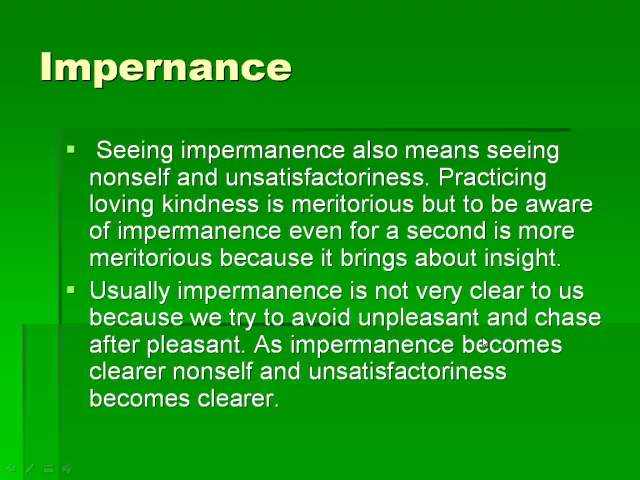 Impernance
Seeing impermanence also means seeing
nonself and unsatisfactoriness. Practicing
loving kindness is meritorious but to be aware
of impermanence even for a second is more
meritorious because it brings about insight.
Usually impermanence is not very clear to us
because we try to avoid unpleasant and chase
after pleasant. As impermanence becomes
clearer nonself and unsatisfactoriness
becomes clearer.